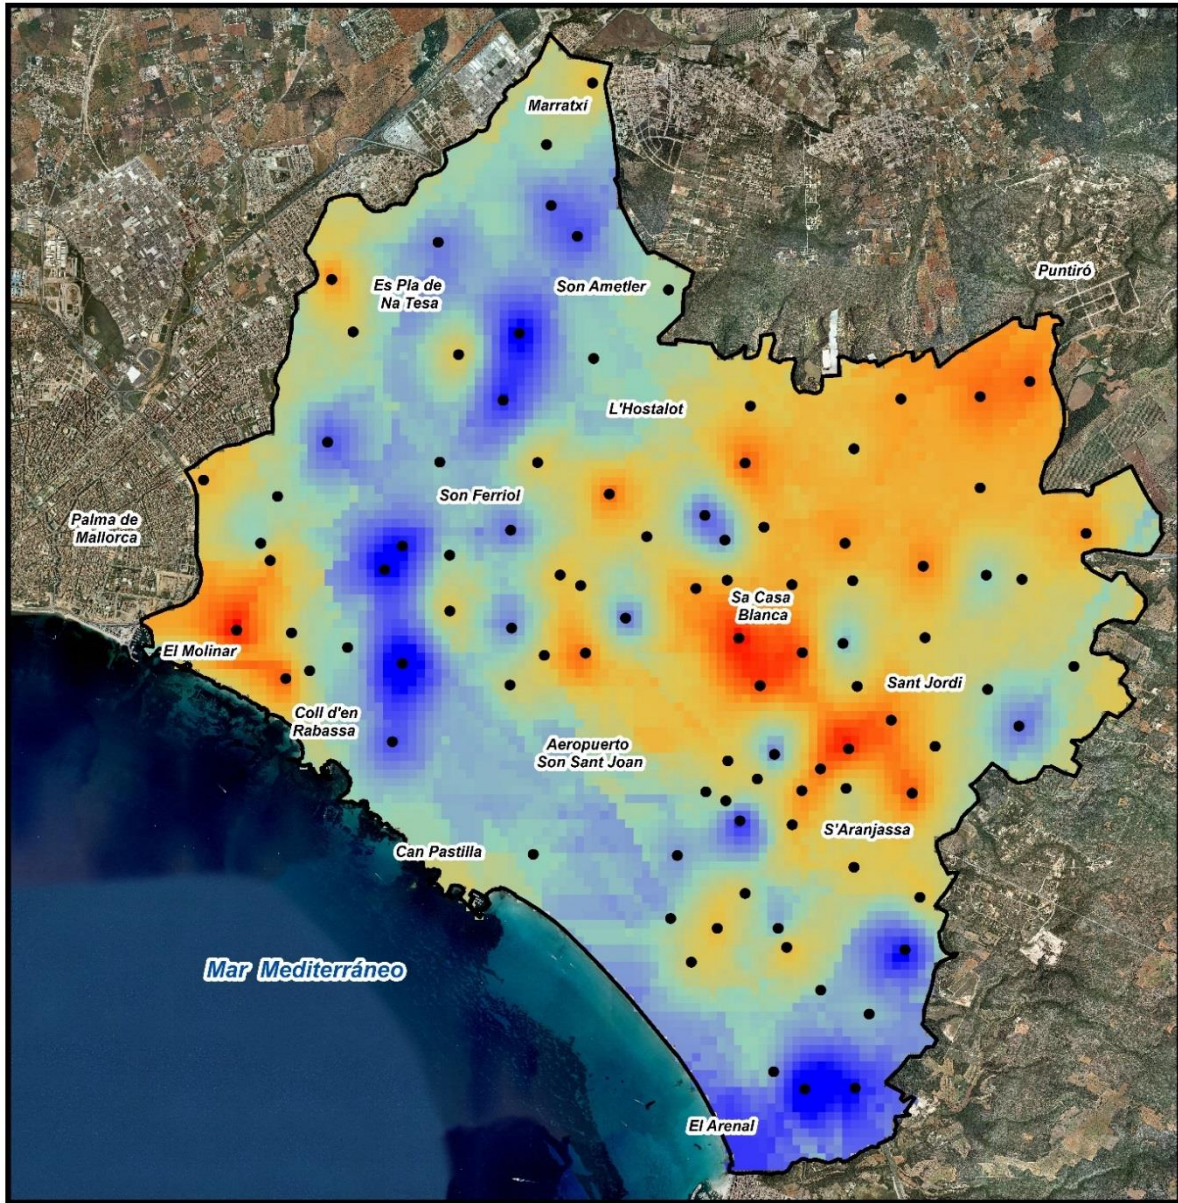 Marratxí
Puntiró
Es Pla de
Na Tesa
Son Ametler
L'Hostalot
Son Ferriol
Palma de
Mallorca
Sa Casa
Blanca
El Molinar
Sant Jordi
Coll d'en
Rabassa
Aeropuerto
Son Sant Joan
S'Aranjassa
Can Pastilla
Mar Mediterráneo
El Arenal